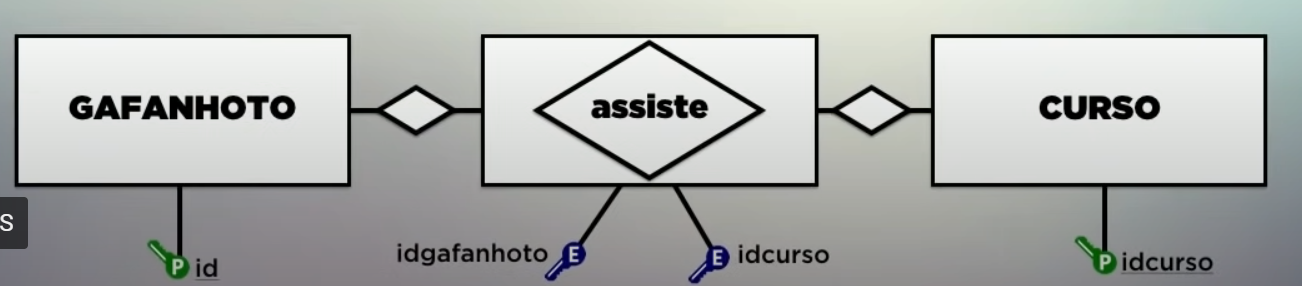 GAFANHOTO
assiste
CURSO
S
P id
idgafanhoto E
E idcurso
P idcurso